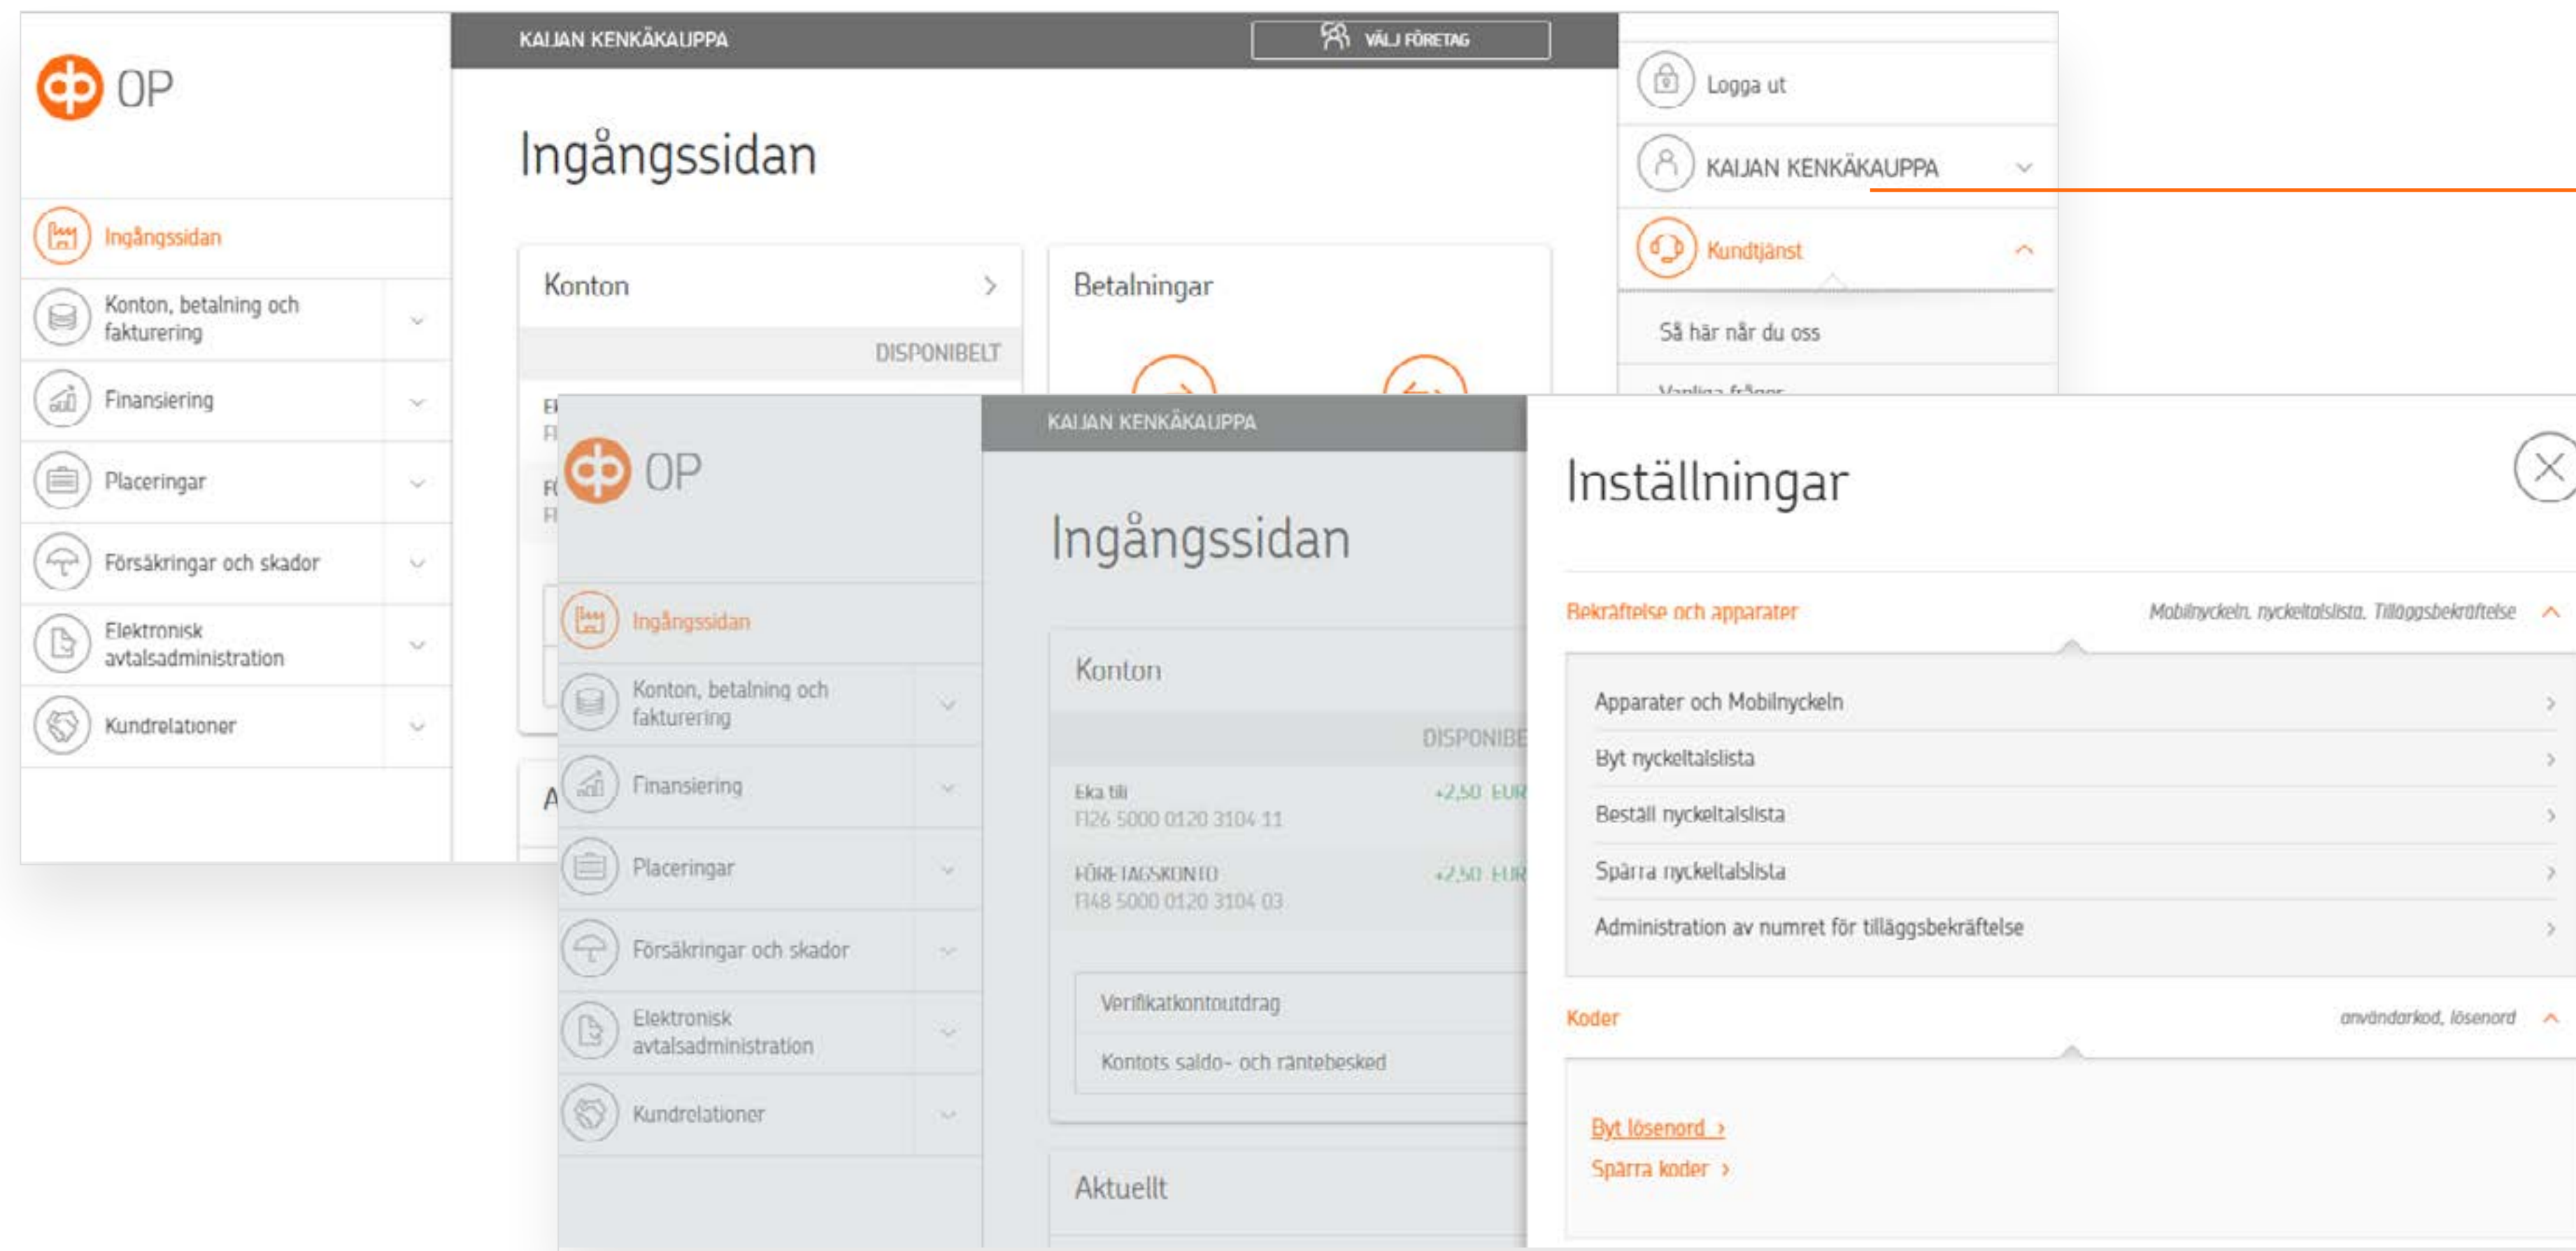 OP
KAIJAN KENKÄKAUPPA
VÄLJ FÖRETAG
Ingångssidan
Ingångssidan
Konton, betalning och
fakturering
Finansiering
Placeringar
Försäkringar och skador
Elektronisk
avtalsadministration
Kundrelationer
Konton
DISPONIBELT
Betalningar
Logga ut
KAIJAN KENKÄKAUPPA
Kundtjänst
Så här når du oss
Vanliga frågor
OP
KAIJAN KENKÄKAUPPA
Ingångssidan
Ingångssidan
Konton, betalning och
fakturering
Finansiering
Placeringar
Försäkringar och skador
Elektronisk
avtalsadministration
Kundrelationer
Konton
DISPONIBE
Eka tili +2,50 EUR
FI26 5000 0120 3104 11
FÖRETAGSKONTO +2,50 EUR
FI48 5000 0120 3104 03
Verifikatkontoutdrag
Kontots saldo- och räntebesked
Aktuellt
Inställningar
Bekräftelse och apparater Mobilnyckeln, nyckeltalslista, Tilläggsbekräftelse
Apparater och Mobilnyckeln
Byt nyckeltalslista
Beställ nyckeltalslista
Spärra nyckeltalslista
Administration av numret för tilläggsbekräftelse
Koder användarkod, lösenord
Byt lösenord
Spärra koder